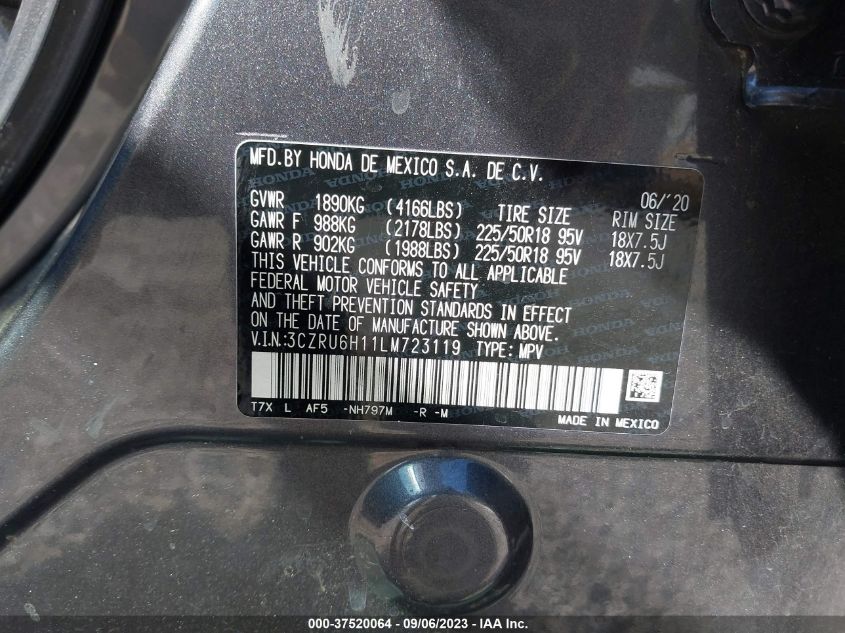 MFD.BY HONDA DE MEXICO S.A. DE C.V.
06/'20
GVWR 1890KG (4166LBS) TIRE SIZE RIM SIZE
GAWR F 988KG (2178LBS) 225/50R18 95V 18X7.5J
GAWR R 902KG (1988LBS) 225/50R18 95V 18X7.5J
THIS VEHICLE CONFORMS TO ALL APPLICABLE
FEDERAL MOTOR VEHICLE SAFETY
AND THEFT PREVENTION STANDARDS IN EFFECT
ON THE DATE OF MANUFACTURE SHOWN ABOVE.
V.I.N.:3CZRU6H11LM723119 TYPE: MPV
T7X L AF5 -NH797M -R -M
MADE IN MEXICO
000-37520064 - 09/06/2023 - IAAI Inc.